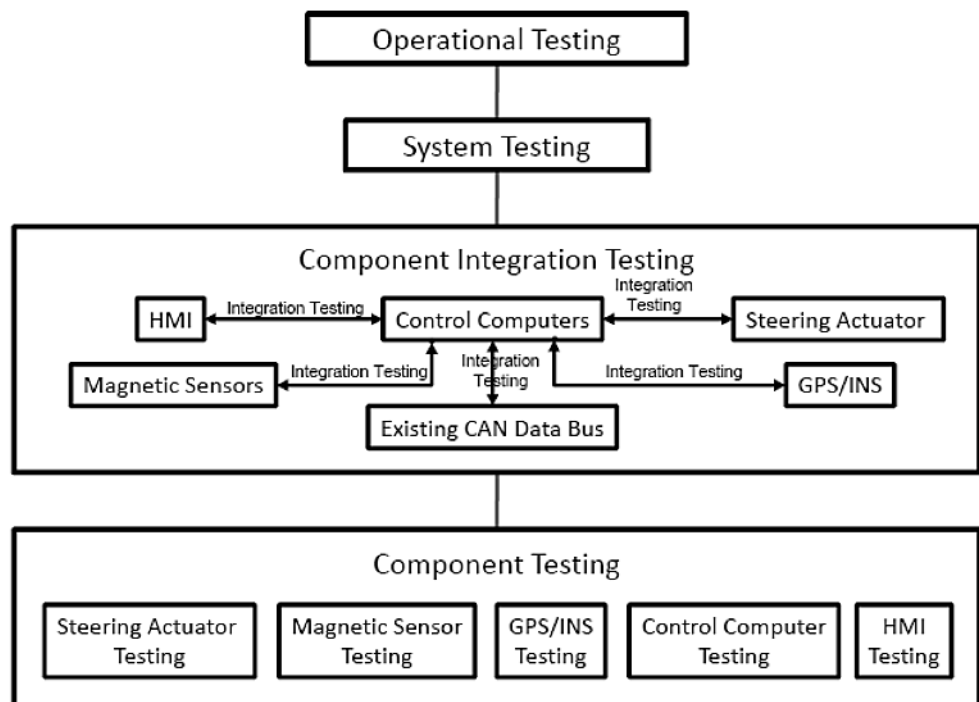 Operational Testing
System Testing
Component Integration Testing
Integration
Testing
HMI
Integration Testing
Control Computers
Steering Actuator
Magnetic Sensors
Integration Testing
Integration
Testing
Integration Testing
GPS/INS
Existing CAN Data Bus
Component Testing
Steering Actuator
Testing
Magnetic Sensor
Testing
GPS/INS
Testing
Control Computer
Testing
HMI
Testing